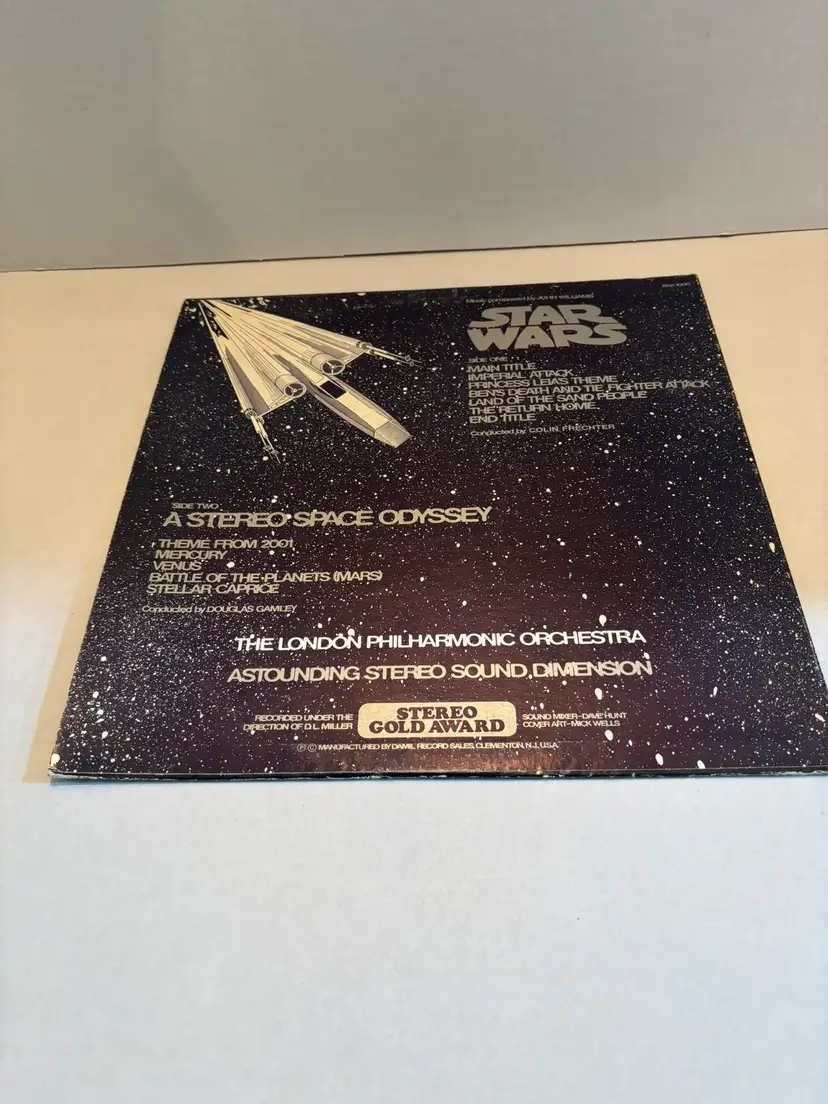 Music composed by JOHN WILLIAMS
STAR
WARS
SIDE ONE
MAIN TITLE
IMPERIAL ATTACK
PRINCESS LEIA'S THEME
BEN'S DEATH AND TIE FIGHTER ATTACK
LAND OF THE SAND PEOPLE
THE RETURN HOME
END TITLE
Conducted by COLIN FRECHTER
SIDE TWO
A STEREO SPACE ODYSSEY
THEME FROM 2001
MERCURY
VENUS
BATTLE OF THE PLANETS (MARS)
STELLAR CAPRICE
Conducted by DOUGLAS GAMLEY
THE LONDON PHILHARMONIC ORCHESTRA
ASTOUNDING STEREO SOUND DIMENSION
RECORDED UNDER THE
DIRECTION OF D.L. MILLER
STEREO
GOLD AWARD
SOUND MIXER-DAVE HUNT
COVER ART-MICK WELLS
Ⓟ © MANUFACTURED BY DAMIL RECORD SALES, CLEMENTON, N.J., U.S.A.